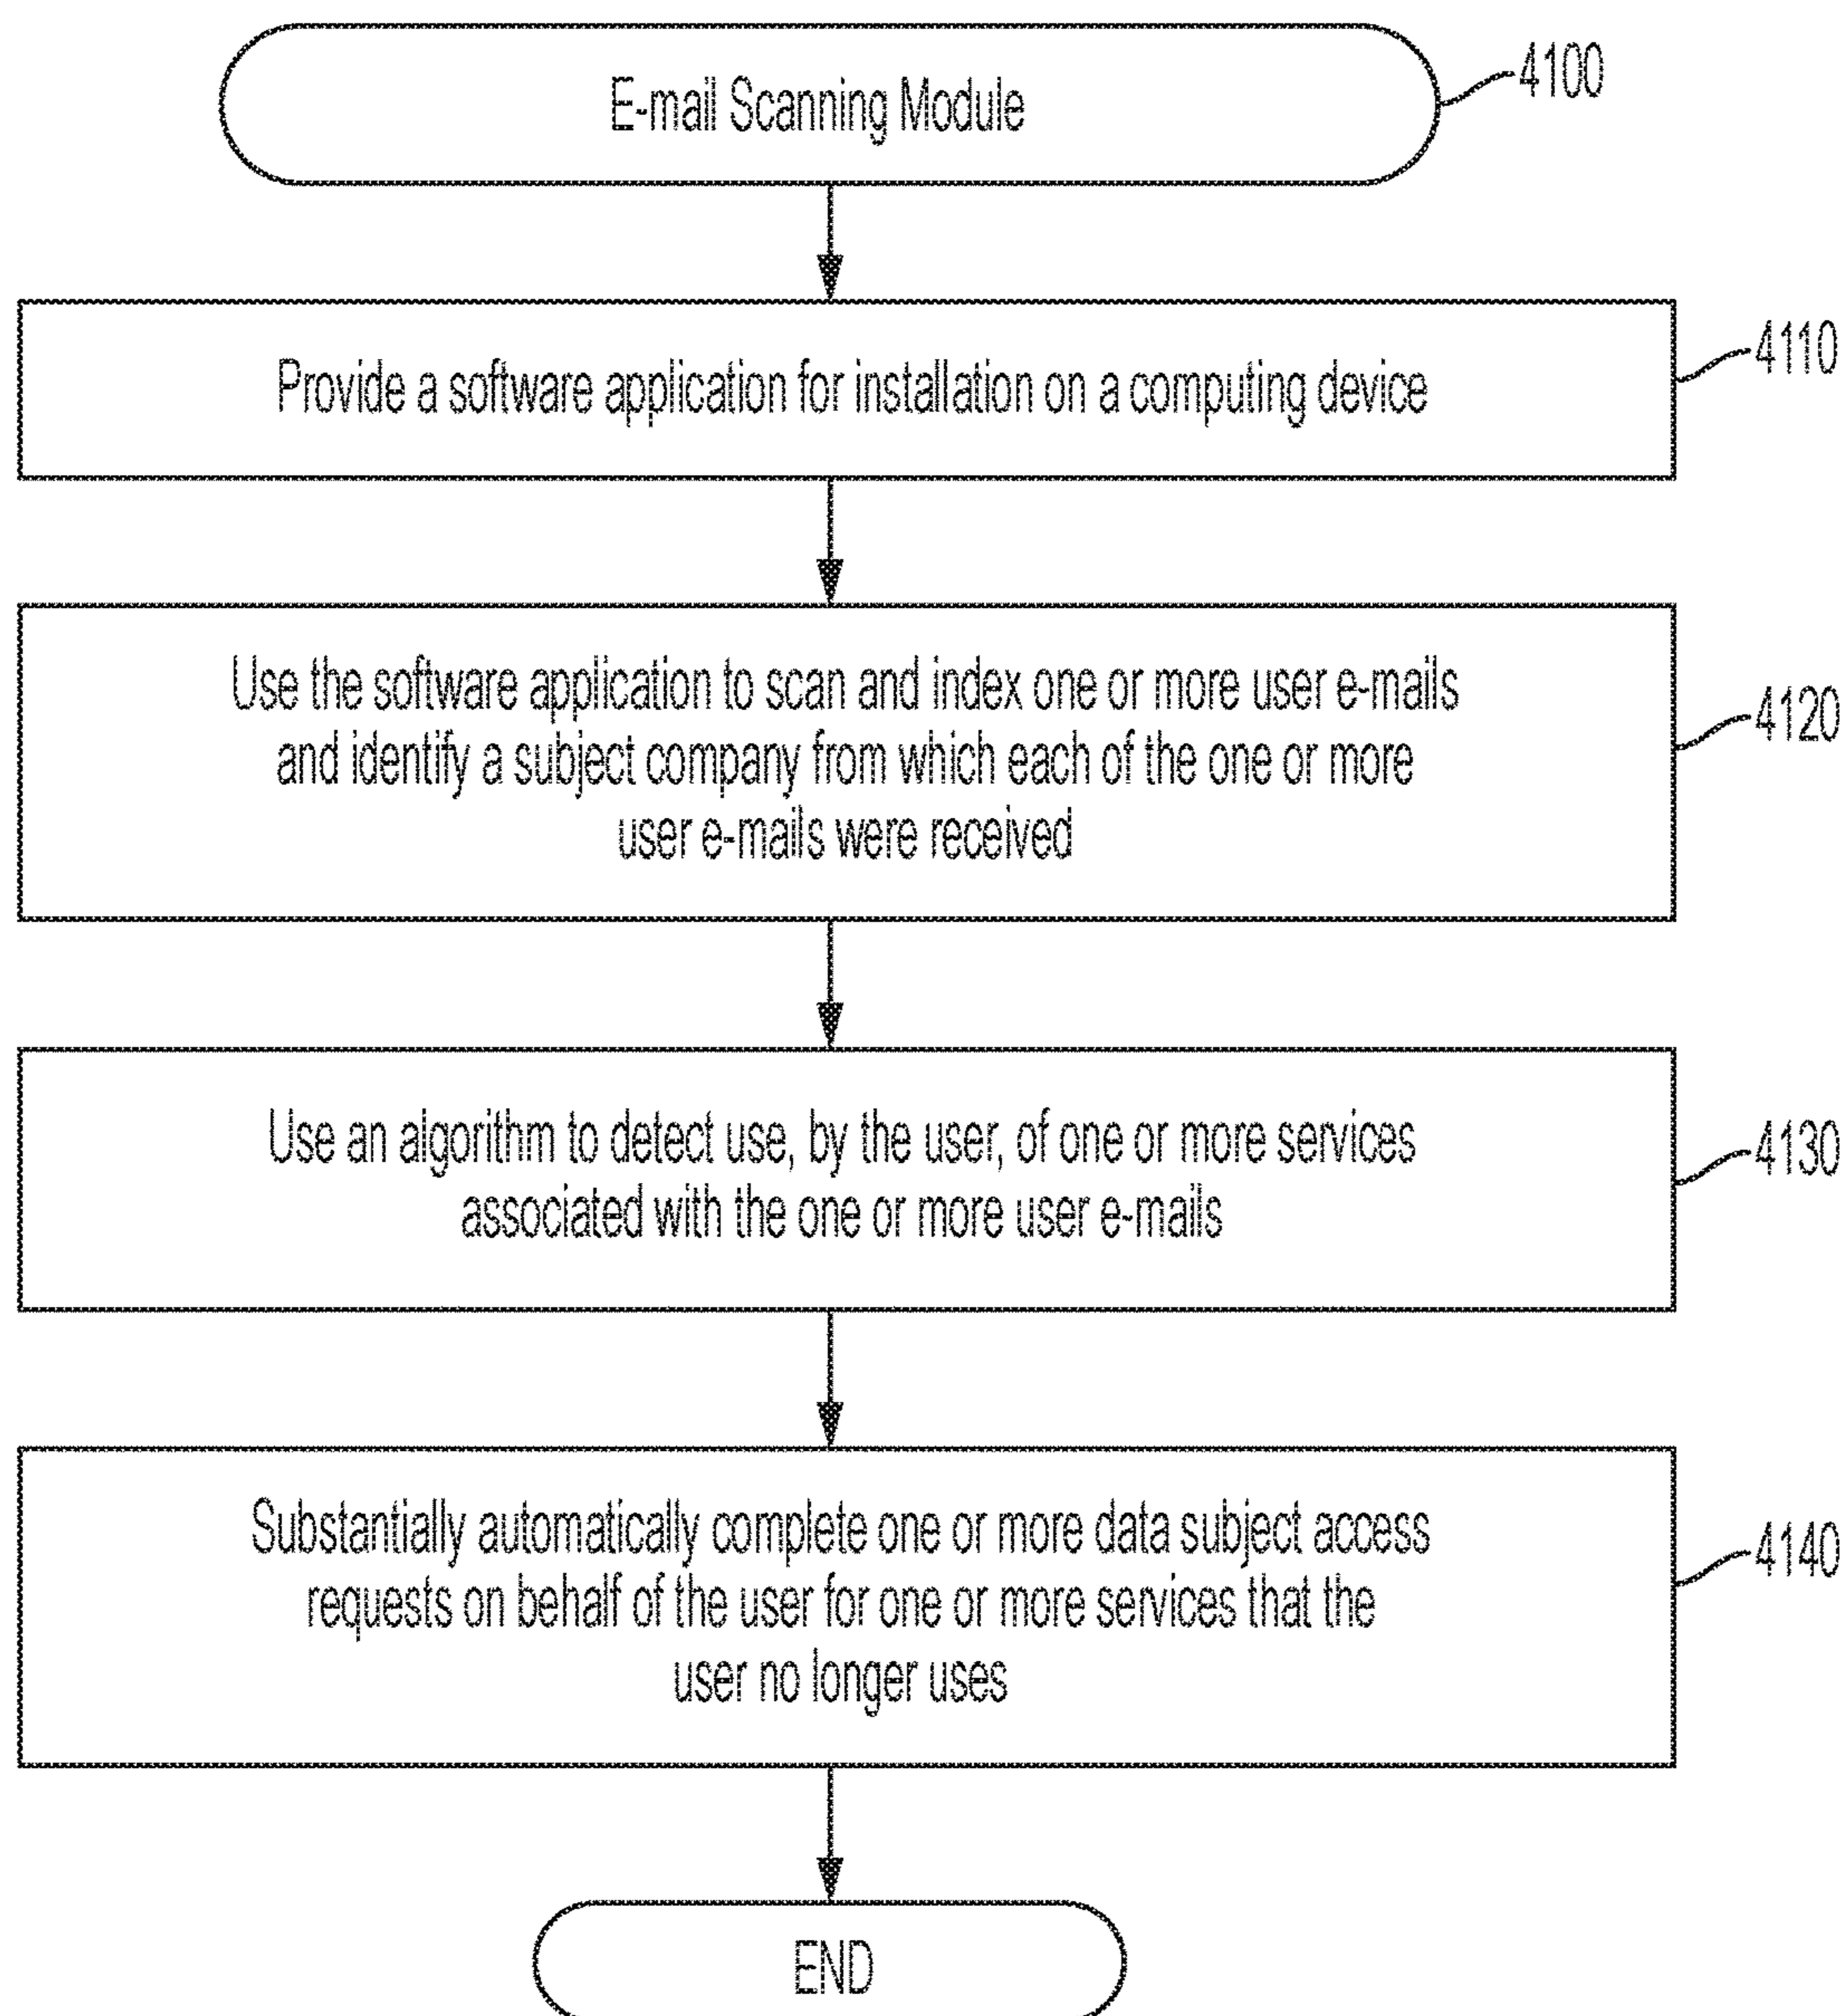 E-mail Scanning Module
4100
Provide a software application for installation on a computing device
4110
Use the software application to scan and index one or more user e-mails
and identify a subject company from which each of the one or more
user e-mails were received
4120
Use an algorithm to detect use, by the user, of one or more services
associated with the one or more user e-mails
4130
Substantially automatically complete one or more data subject access
requests on behalf of the user for one or more services that the
user no longer uses
4140
END